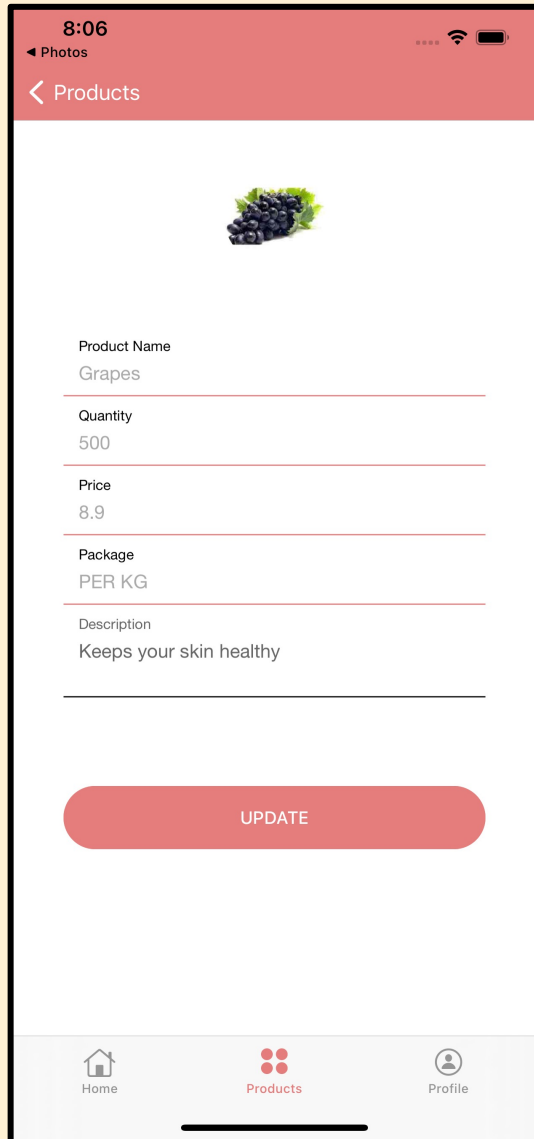 8:06
◀ Photos
Products
Product Name
Grapes
Quantity
500
Price
8.9
Package
PER KG
Description
Keeps your skin healthy
UPDATE
Home
Products
Profile